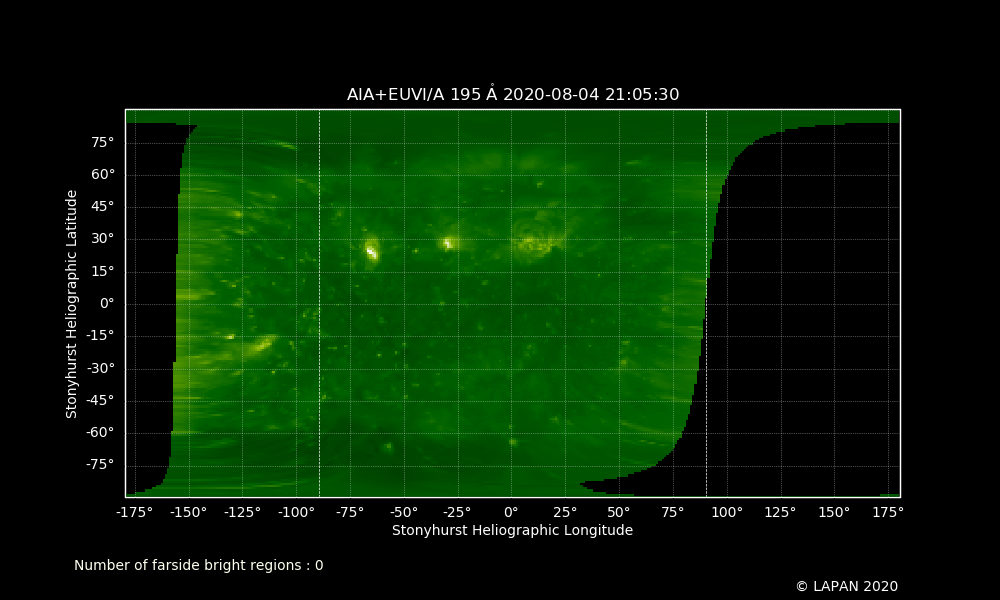 AIA+EUVI/A 195 Å 2020-08-04 21:05:30
75°
60°
45°
30°
15°
0°
-15°
-30°
-45°
-60°
-75°
Stonyhurst Heliographic Latitude
-175° -150° -125° -100° -75° -50° -25° 0° 25° 50° 75° 100° 125° 150° 175°
Stonyhurst Heliographic Longitude
Number of farside bright regions : 0
© LAPAN 2020